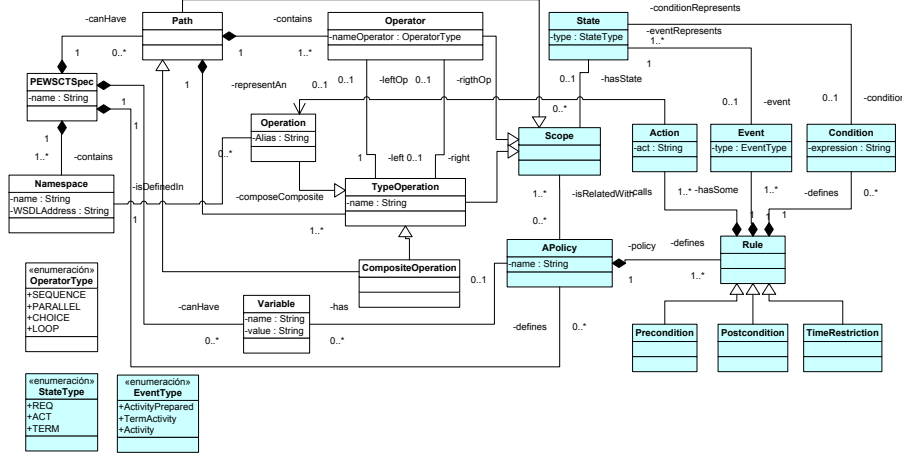 -canHave
Path
-contains
Operator
-nameOperator : OperatorType
State
-type : StateType
-conditionRepresents
-eventRepresents
1..*
1
0..*
1
1..*
1
PEWSCTSpec
-name : String
1
1
1
0..1
-leftOp
0..1
-rigthOp
-representAn
0..1
0..1
-hasState
1
0..1
-event
0..1
-condition
0..*
Operation
-Alias : String
Scope
Action
-act : String
Event
-type : EventType
Condition
-expression : String
1..*
-contains
0..*
1
-left
0..1
-right
Namespace
-name : String
-WSDLAddress : String
-isDefinedIn
-composeComposite
TypeOperation
-name : String
1..*
-isRelatedWith
-calls
1..*
-hasSome
1..*
-defines
0..*
1
1..*
0..*
1
1
1
CompositeOperation
APolicy
-name : String
-policy
-defines
Rule
0..1
1
1..*
«enumeración»
OperatorType
+SEQUENCE
+PARALLEL
+CHOICE
+LOOP
-canHave
Variable
-name : String
-value : String
-has
0..*
0..*
-defines
0..*
Precondition
Postcondition
TimeRestriction
«enumeración»
StateType
+REQ
+ACT
+TERM
«enumeración»
EventType
+ActivityPrepared
+TermActivity
+Activity